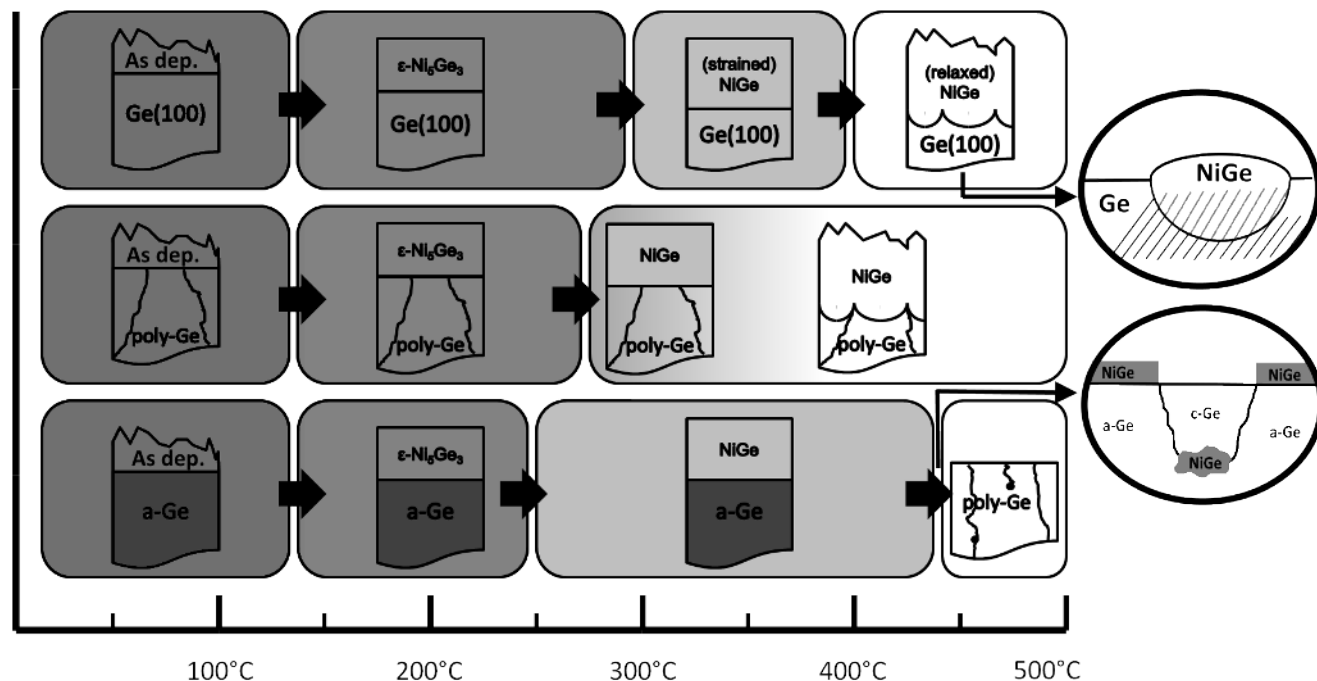 As dep.
Ge(100)
ε-Ni₅Ge₃
Ge(100)
(strained)
NiGe
Ge(100)
(relaxed)
NiGe
Ge(100)
NiGe
Ge
As dep.
poly-Ge
ε-Ni₅Ge₃
poly-Ge
NiGe
poly-Ge
NiGe
poly-Ge
NiGe
NiGe
a-Ge
c-Ge
a-Ge
NiGe
As dep.
a-Ge
ε-Ni₅Ge₃
a-Ge
NiGe
a-Ge
poly-Ge
100°C
200°C
300°C
400°C
500°C